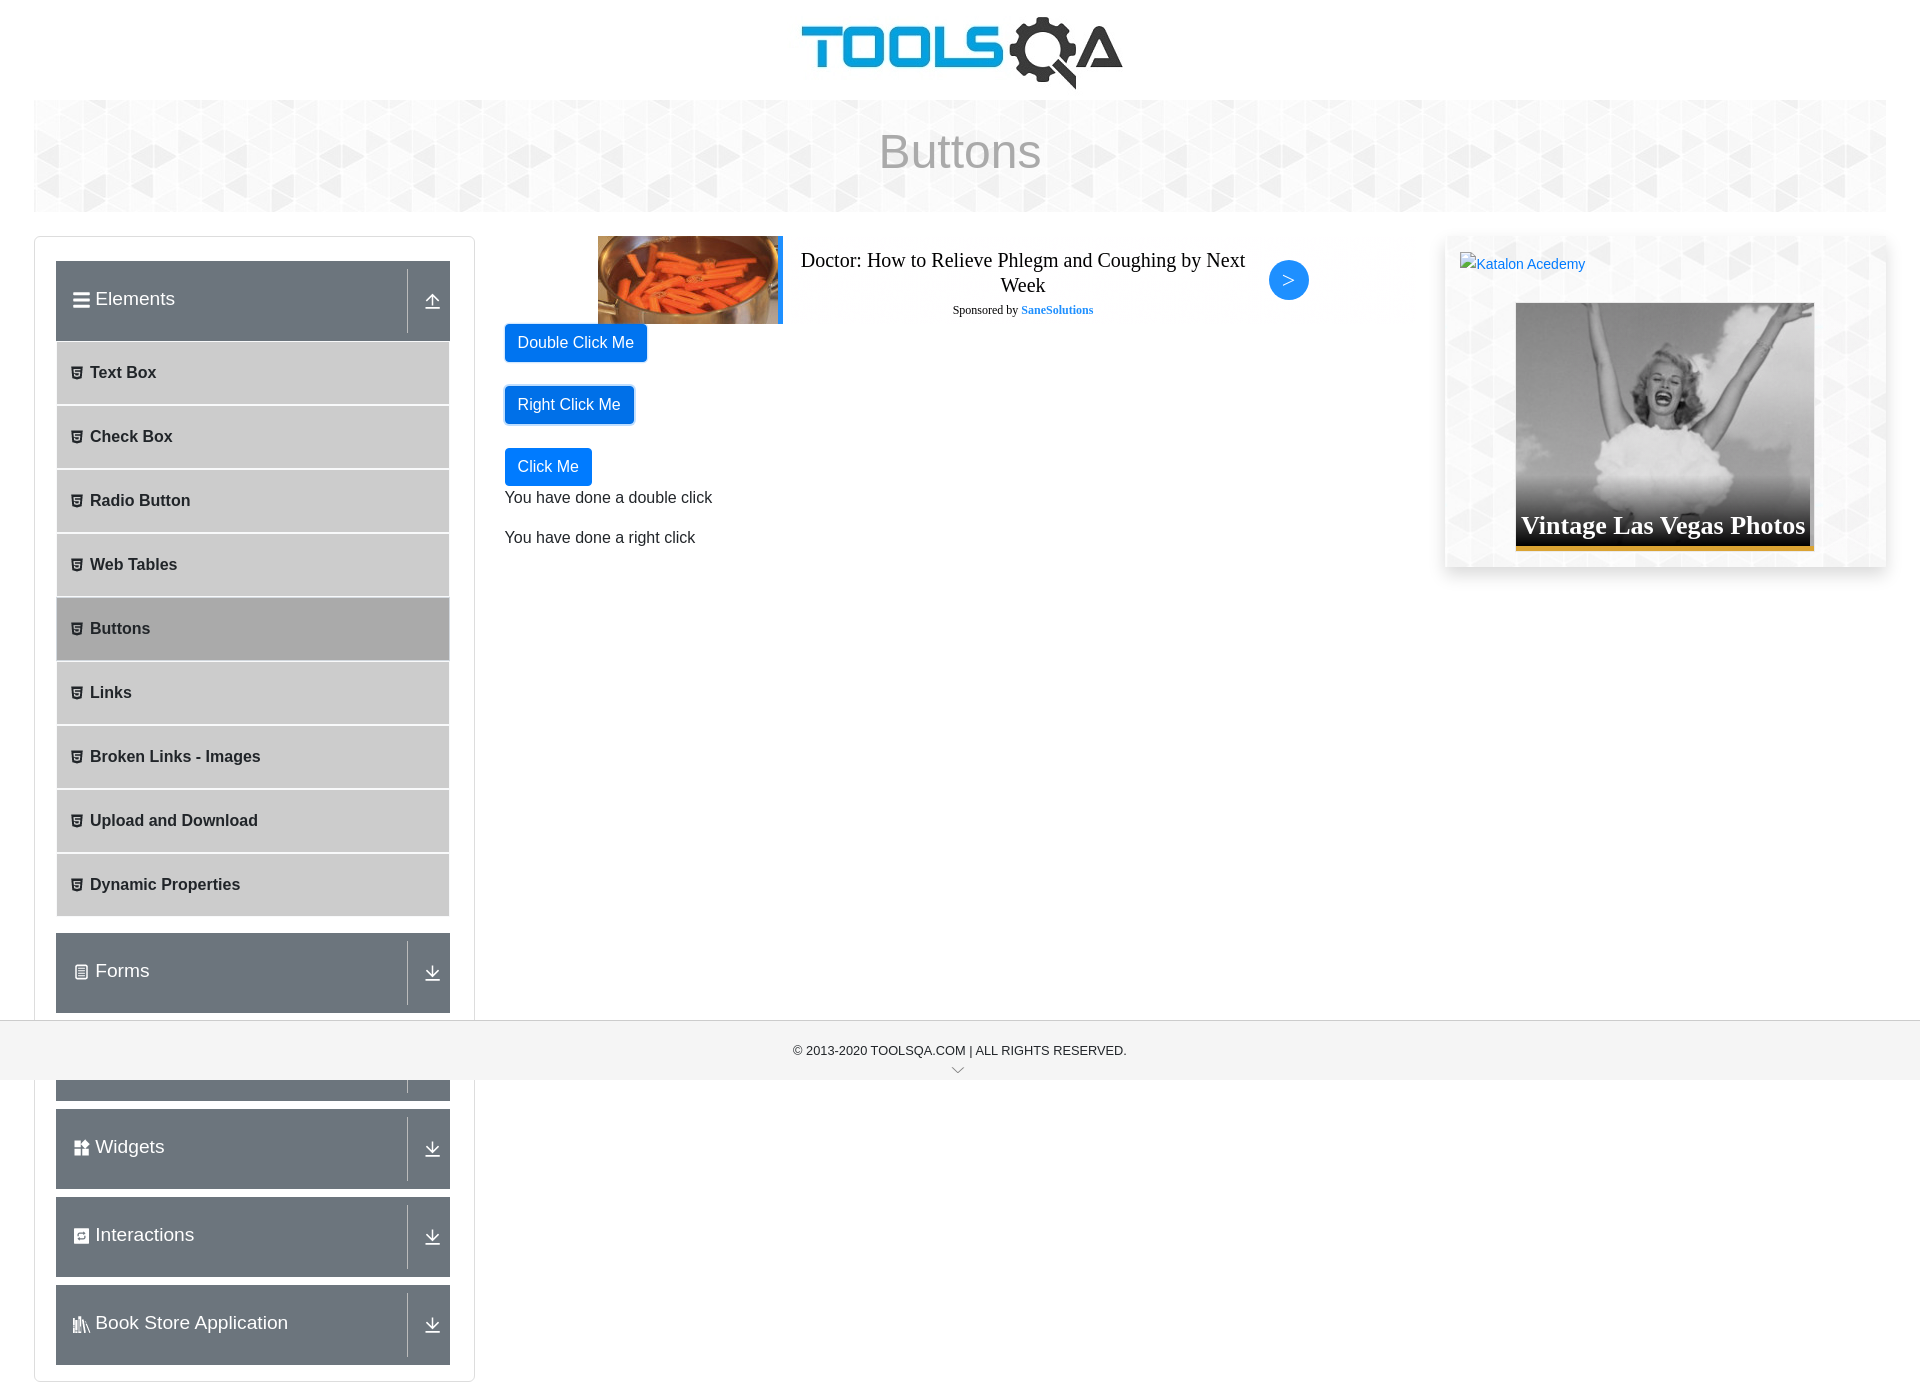 TOOLSQA
Buttons
Elements
Text Box
Check Box
Radio Button
Web Tables
Buttons
Links
Broken Links - Images
Upload and Download
Dynamic Properties
Forms
Widgets
Interactions
Book Store Application
Doctor: How to Relieve Phlegm and Coughing by Next
Week
Sponsored by SaneSolutions
>
Double Click Me
Right Click Me
Click Me
You have done a double click
You have done a right click
Katalon Acedemy
Vintage Las Vegas Photos
© 2013-2020 TOOLSQA.COM | ALL RIGHTS RESERVED.